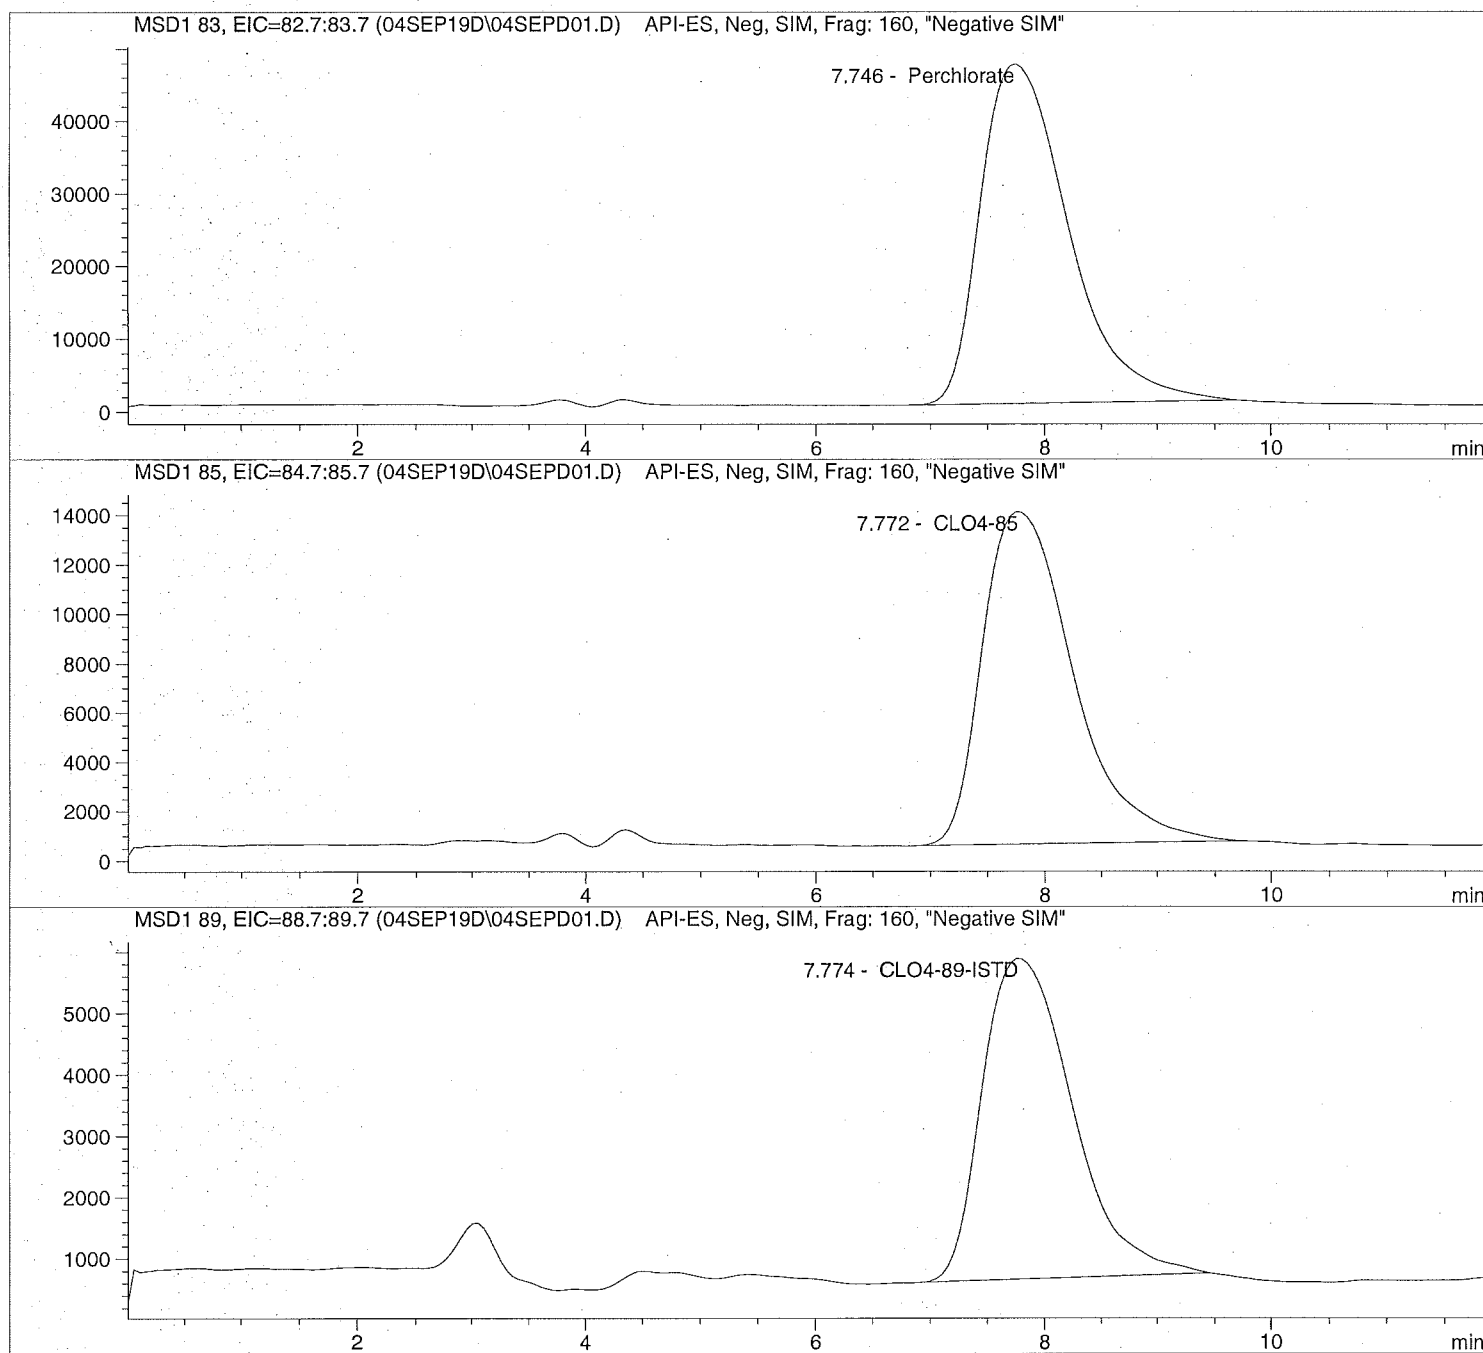 MSD1 83, EIC=82.7:83.7 (04SEP19D\04SEPD01.D) API-ES, Neg, SIM, Frag: 160, "Negative SIM"
7.746 - Perchlorate
40000
30000
20000
10000
0
2 4 6 8 10 min
MSD1 85, EIC=84.7:85.7 (04SEP19D\04SEPD01.D) API-ES, Neg, SIM, Frag: 160, "Negative SIM"
7.772 - CLO4-85
14000
12000
10000
8000
6000
4000
2000
0
2 4 6 8 10 min
MSD1 89, EIC=88.7:89.7 (04SEP19D\04SEPD01.D) API-ES, Neg, SIM, Frag: 160, "Negative SIM"
7.774 - CLO4-89-ISTD
5000
4000
3000
2000
1000
2 4 6 8 10 min